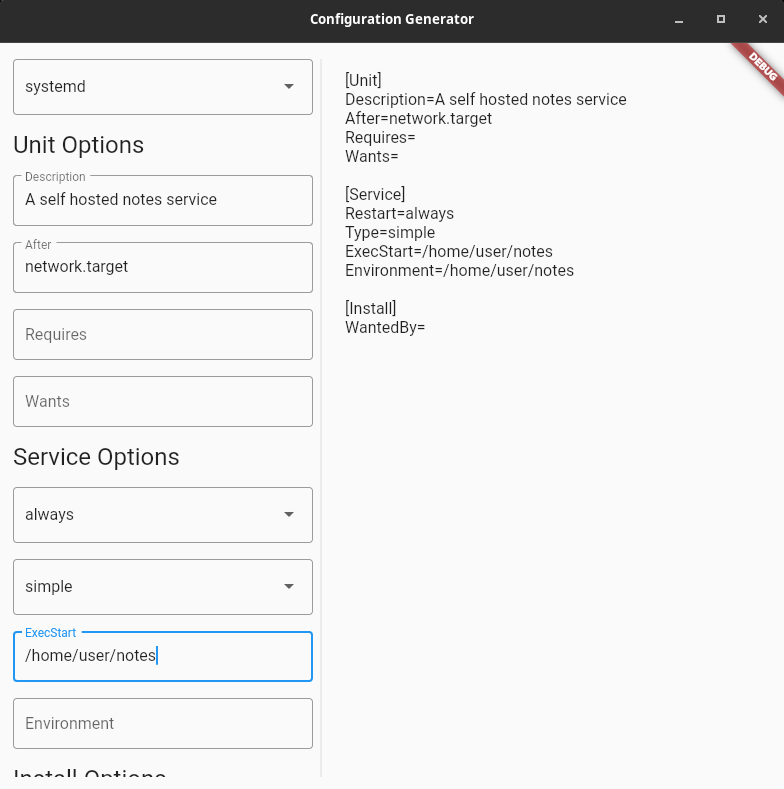 Configuration Generator
DEBUG
systemd
Unit Options
Description
A self hosted notes service
After
network.target
Requires
Wants
Service Options
always
simple
ExecStart
/home/user/notes
Environment
Install Options
[Unit]
Description=A self hosted notes service
After=network.target
Requires=
Wants=
[Service]
Restart=always
Type=simple
ExecStart=/home/user/notes
Environment=/home/user/notes
[Install]
WantedBy=